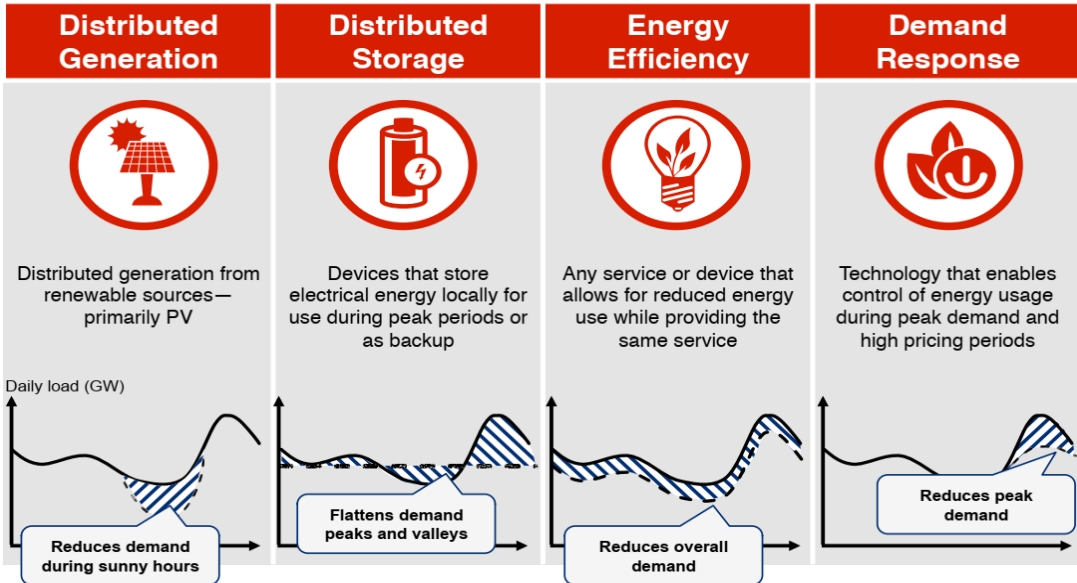 Distributed
Generation
Distributed
Storage
Energy
Efficiency
Demand
Response
Distributed generation from
renewable sources—
primarily PV
Devices that store
electrical energy locally for
use during peak periods or
as backup
Any service or device that
allows for reduced energy
use while providing the
same service
Technology that enables
control of energy usage
during peak demand and
high pricing periods
Daily load (GW)
Reduces demand
during sunny hours
Flattens demand
peaks and valleys
Reduces overall
demand
Reduces peak
demand